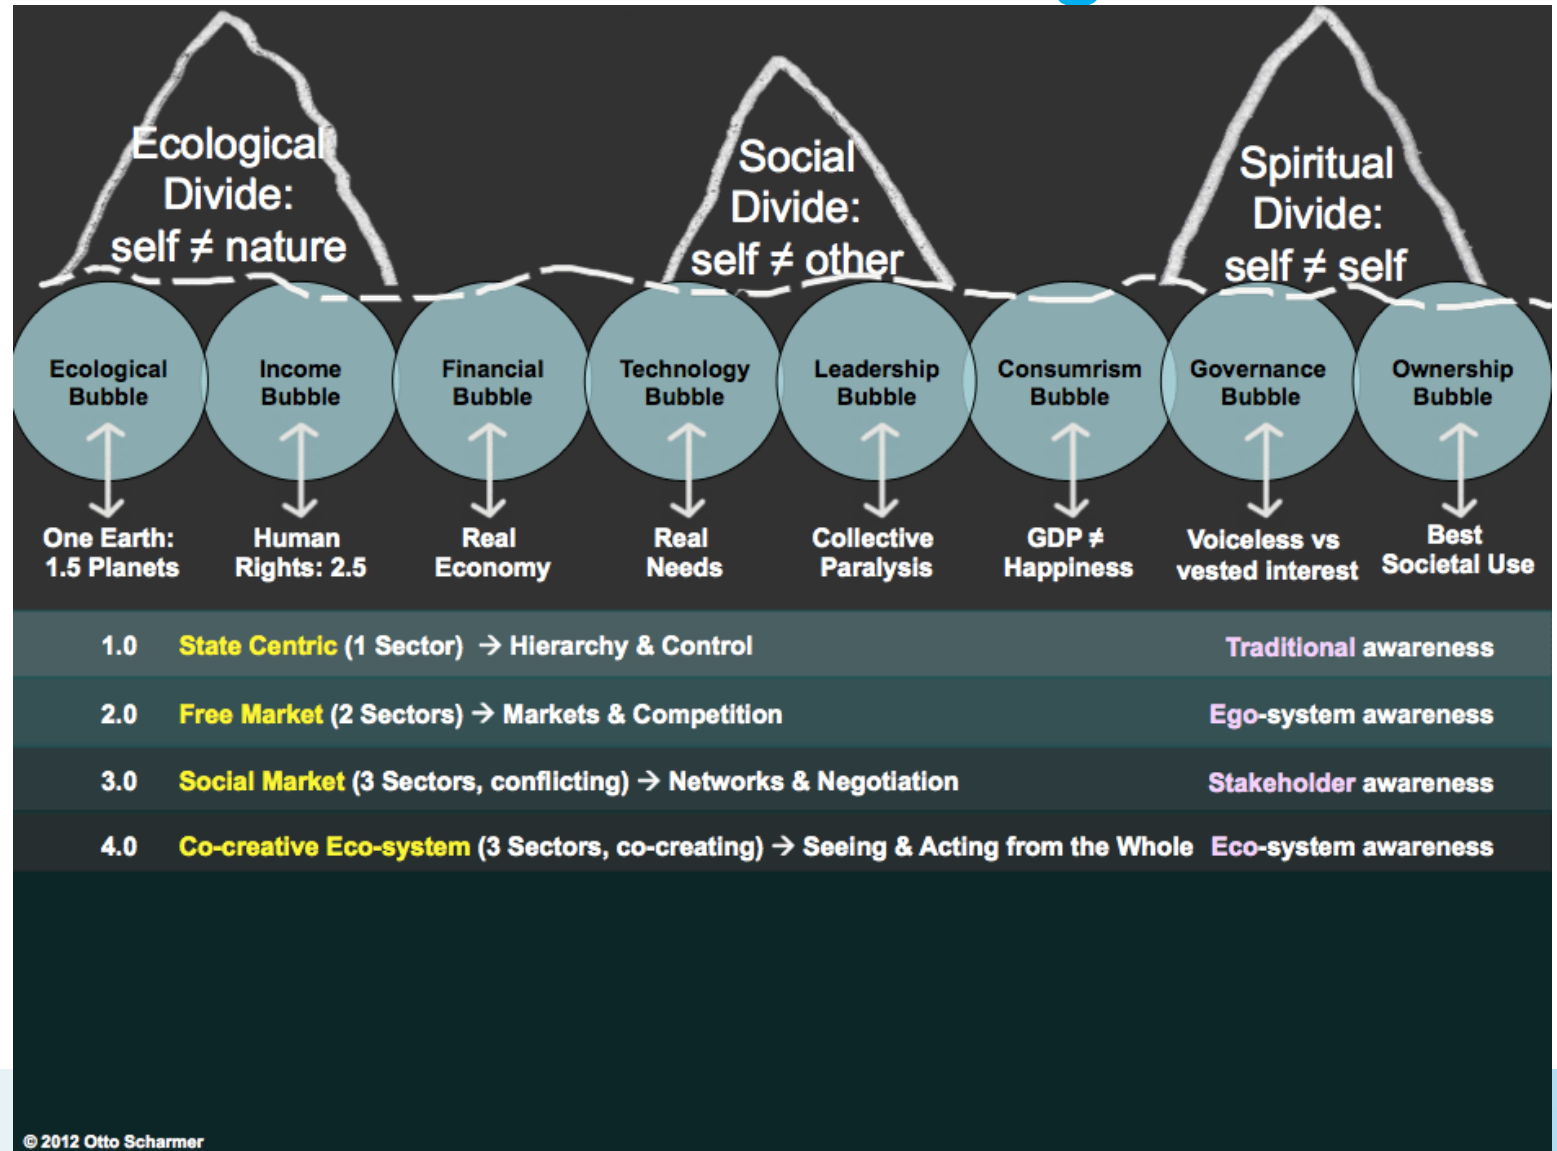 Ecological
Divide:
self ≠ nature
Social
Divide:
self ≠ other
Spiritual
Divide:
self ≠ self
Ecological
Bubble
Income
Bubble
Financial
Bubble
Technology
Bubble
Leadership
Bubble
Consumrism
Bubble
Governance
Bubble
Ownership
Bubble
One Earth:
1.5 Planets
Human
Rights: 2.5
Real
Economy
Real
Needs
Collective
Paralysis
GDP ≠
Happiness
Voiceless vs
vested interest
Best
Societal Use
1.0 State Centric (1 Sector) → Hierarchy & Control Traditional awareness
2.0 Free Market (2 Sectors) → Markets & Competition Ego-system awareness
3.0 Social Market (3 Sectors, conflicting) → Networks & Negotiation Stakeholder awareness
4.0 Co-creative Eco-system (3 Sectors, co-creating) → Seeing & Acting from the Whole Eco-system awareness
© 2012 Otto Scharmer